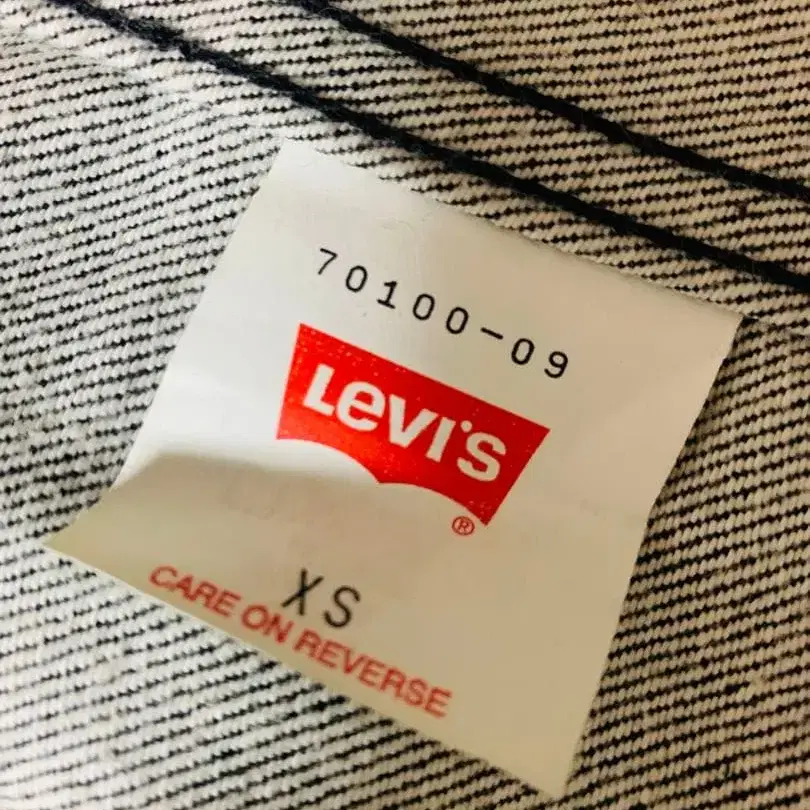 70100-09
Levi's
®
XS
CARE ON REVERSE